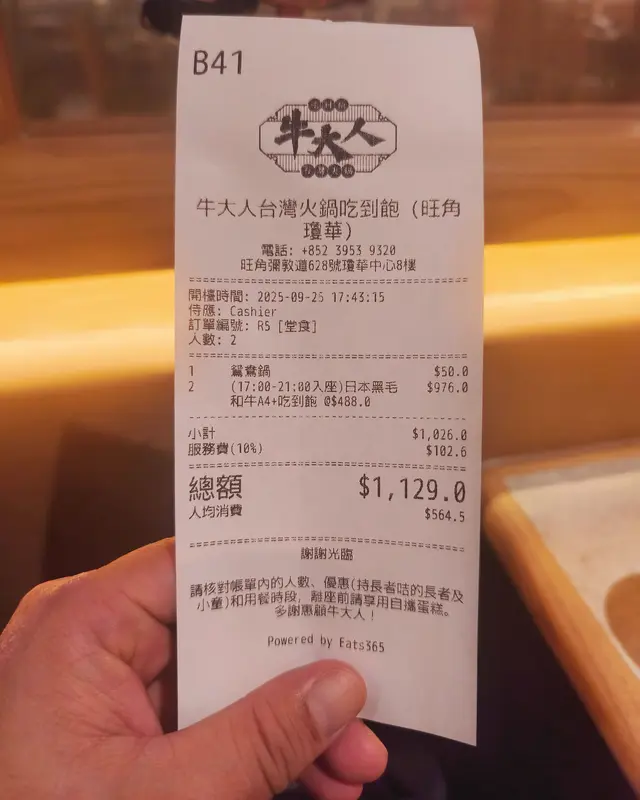 B41
牛大人
牛大人台灣火鍋吃到飽 (旺角
瓊華)
電話: +852 3953 9320
旺角彌敦道628號瓊華中心8樓
開檯時間: 2025-09-26 17:43:15
侍應: Cashier
訂單編號: R5 [堂食]
人數: 2
1 鴛鴦鍋 $50.0
2 (17:00-21:00入座)日本黑毛 $976.0
和牛A4+吃到飽 @$488.0
小計 $1,026.0
服務費(10%) $102.6
總額 $1,129.0
人均消費 $564.5
謝謝光臨
請核對帳單內的人數、優惠(持長者咭的長者及
小童)和用餐時段, 離座前請享用自攜蛋糕。
多謝惠顧牛大人!
Powered by Eats365